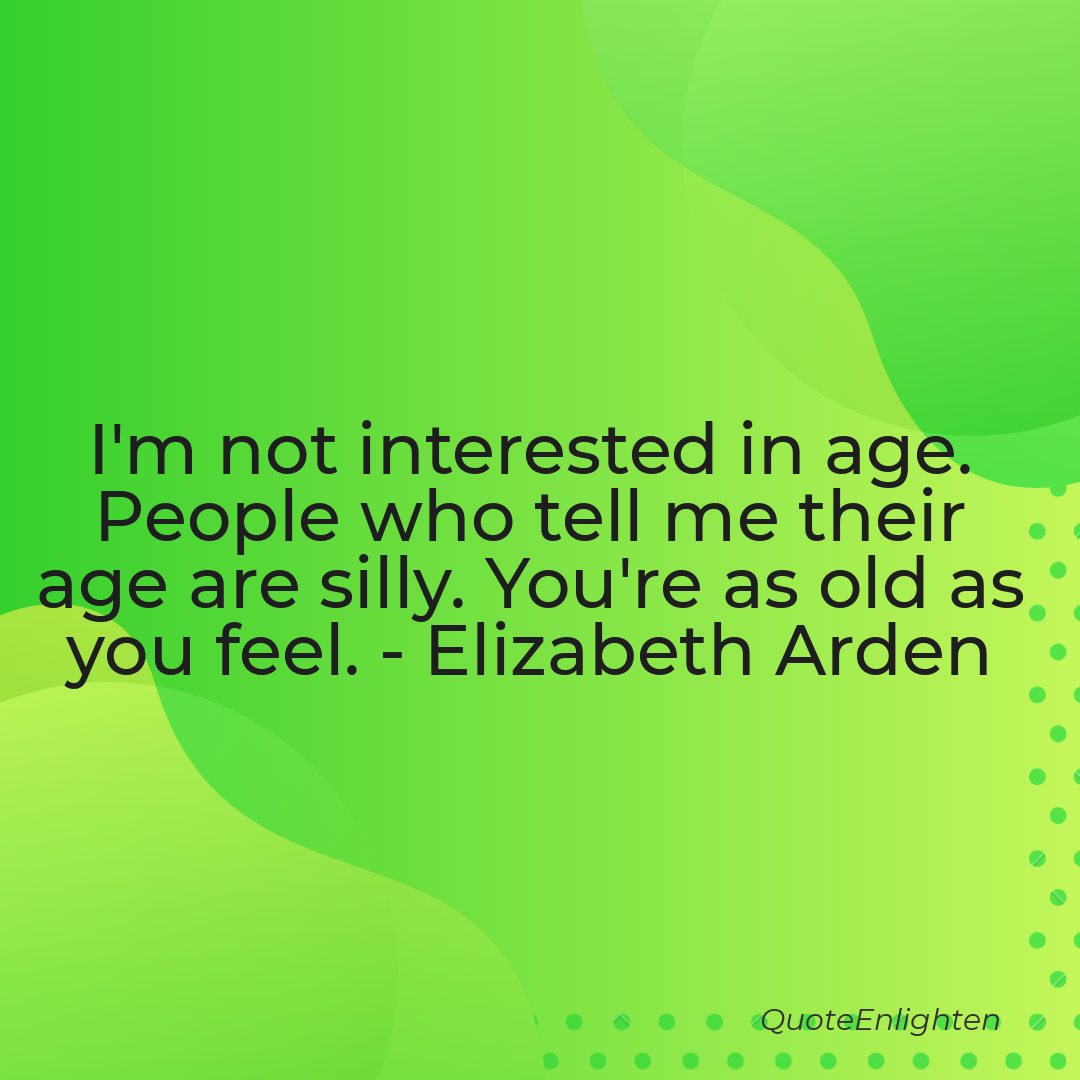 I'm not interested in age.
People who tell me their
age are silly. You're as old as
you feel. - Elizabeth Arden
QuoteEnlighten